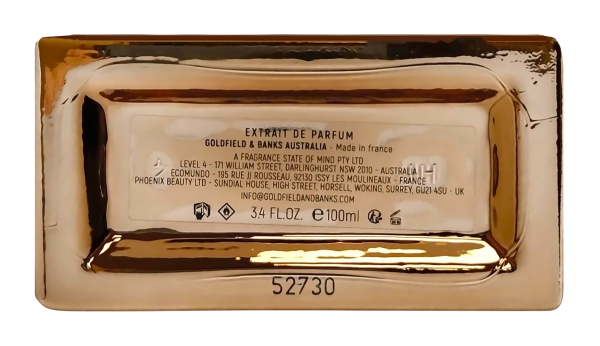 EXTRAIT DE PARFUM
GOLDFIELD & BANKS AUSTRALIA - Made in france
A FRAGRANCE STATE OF MIND PTY LTD
LEVEL 4 - 171 WILLIAM STREET, DARLINGHURST NSW 2010 - AUSTRALIA
ECOMUNDO - 195 RUE JJ ROUSSEAU, 92130 ISSY LES MOULINEAUX - FRANCE
PHOENIX BEAUTY LTD - SUNDIAL HOUSE, HIGH STREET, HORSELL, WOKING, SURREY, GU21 4SU - UK
INFO@GOLDFIELDANDBANKS.COM
3.4 FL.OZ. ℮100ml
52730